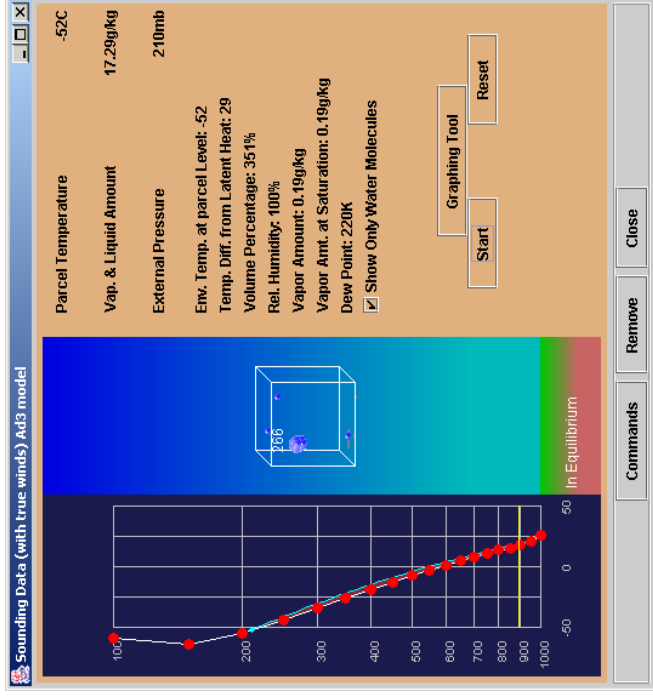 Sounding Data (with true winds) Ad3 model
100
200
300
400
500
600
700
800
900
1000
-50
0
50
266
In Equilibrium
Parcel Temperature -52C
Vap. & Liquid Amount 17.29g/kg
External Pressure 210mb
Env. Temp. at parcel Level: -52
Temp. Diff. from Latent Heat: 29
Volume Percentage: 351%
Rel. Humidity: 100%
Vapor Amount: 0.19g/kg
Vapor Amt. at Saturation: 0.19g/kg
Dew Point: 220K
Show Only Water Molecules
Graphing Tool
Start Reset
Commands Remove Close